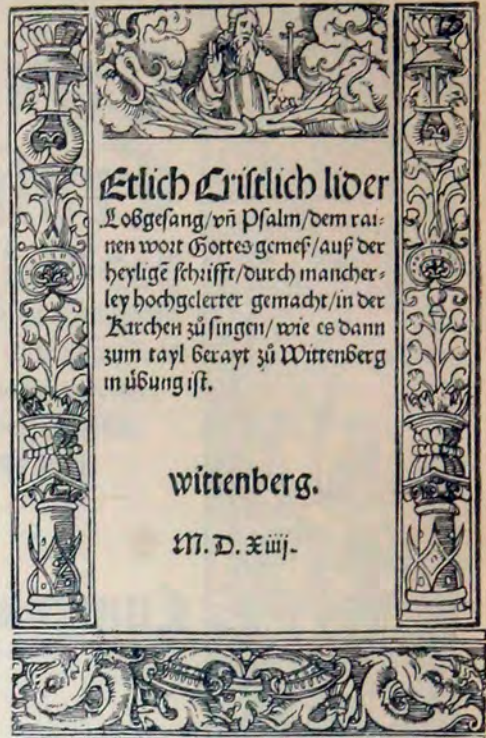 Etlich Cristlich lider
Lobgesang/vñ Psalm/dem rai⸗
nen wort Gottes gemeß/auß der
heyligē schrifft/durch mancher⸗
ley hochgelerter gemacht/in der
Kirchen zů singen/wie es dann
zum tayl berayt zů Wittenberg
in übung ist.
wittenberg.
M. D. Xiiij.